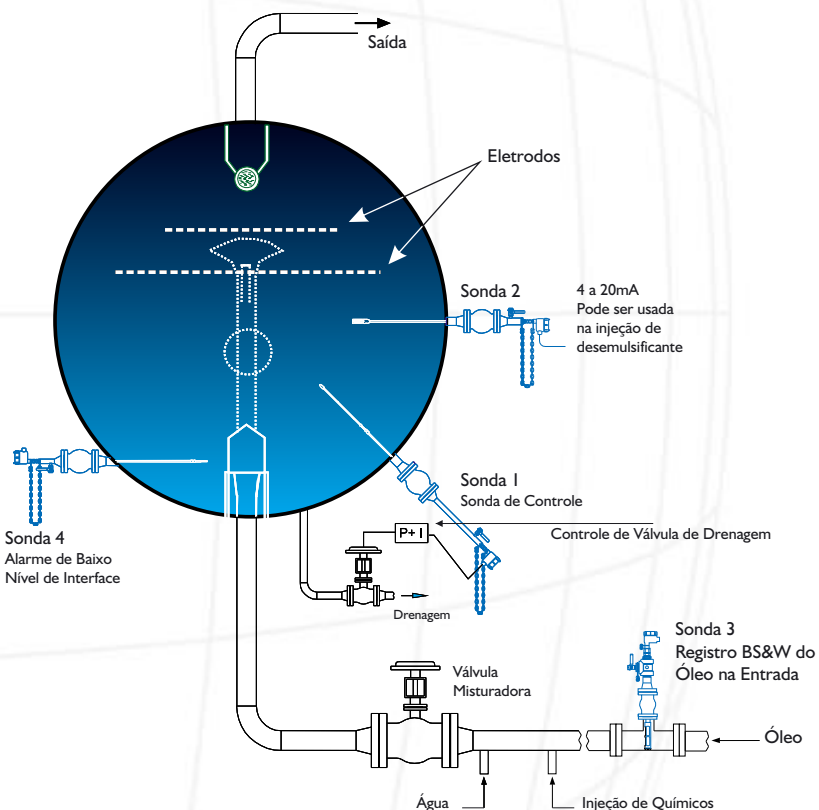 Saída
Eletrodos
Sonda 2
4 a 20mA
Pode ser usada
na injeção de
desemulsificante
Sonda 1
Sonda de Controle
Sonda 4
Alarme de Baixo
Nível de Interface
P+ I
Controle de Válvula de Drenagem
Drenagem
Sonda 3
Registro BS&W do
Óleo na Entrada
Válvula
Misturadora
Óleo
Água
Injeção de Químicos